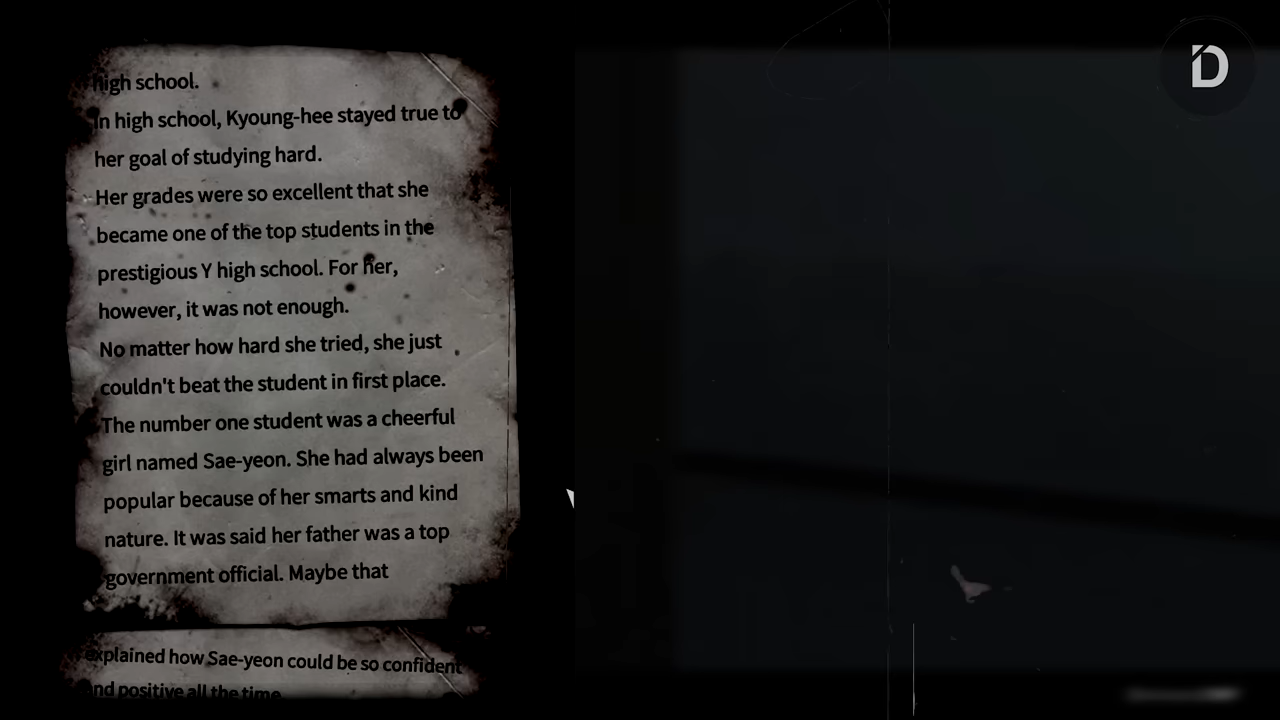 high school.
In high school, Kyoung-hee stayed true to
her goal of studying hard.
Her grades were so excellent that she
became one of the top students in the
prestigious Y high school. For her,
however, it was not enough.
No matter how hard she tried, she just
couldn't beat the student in first place.
The number one student was a cheerful
girl named Sae-yeon. She had always been
popular because of her smarts and kind
nature. It was said her father was a top
government official. Maybe that
explained how Sae-yeon could be so confident
and positive all the time.
D